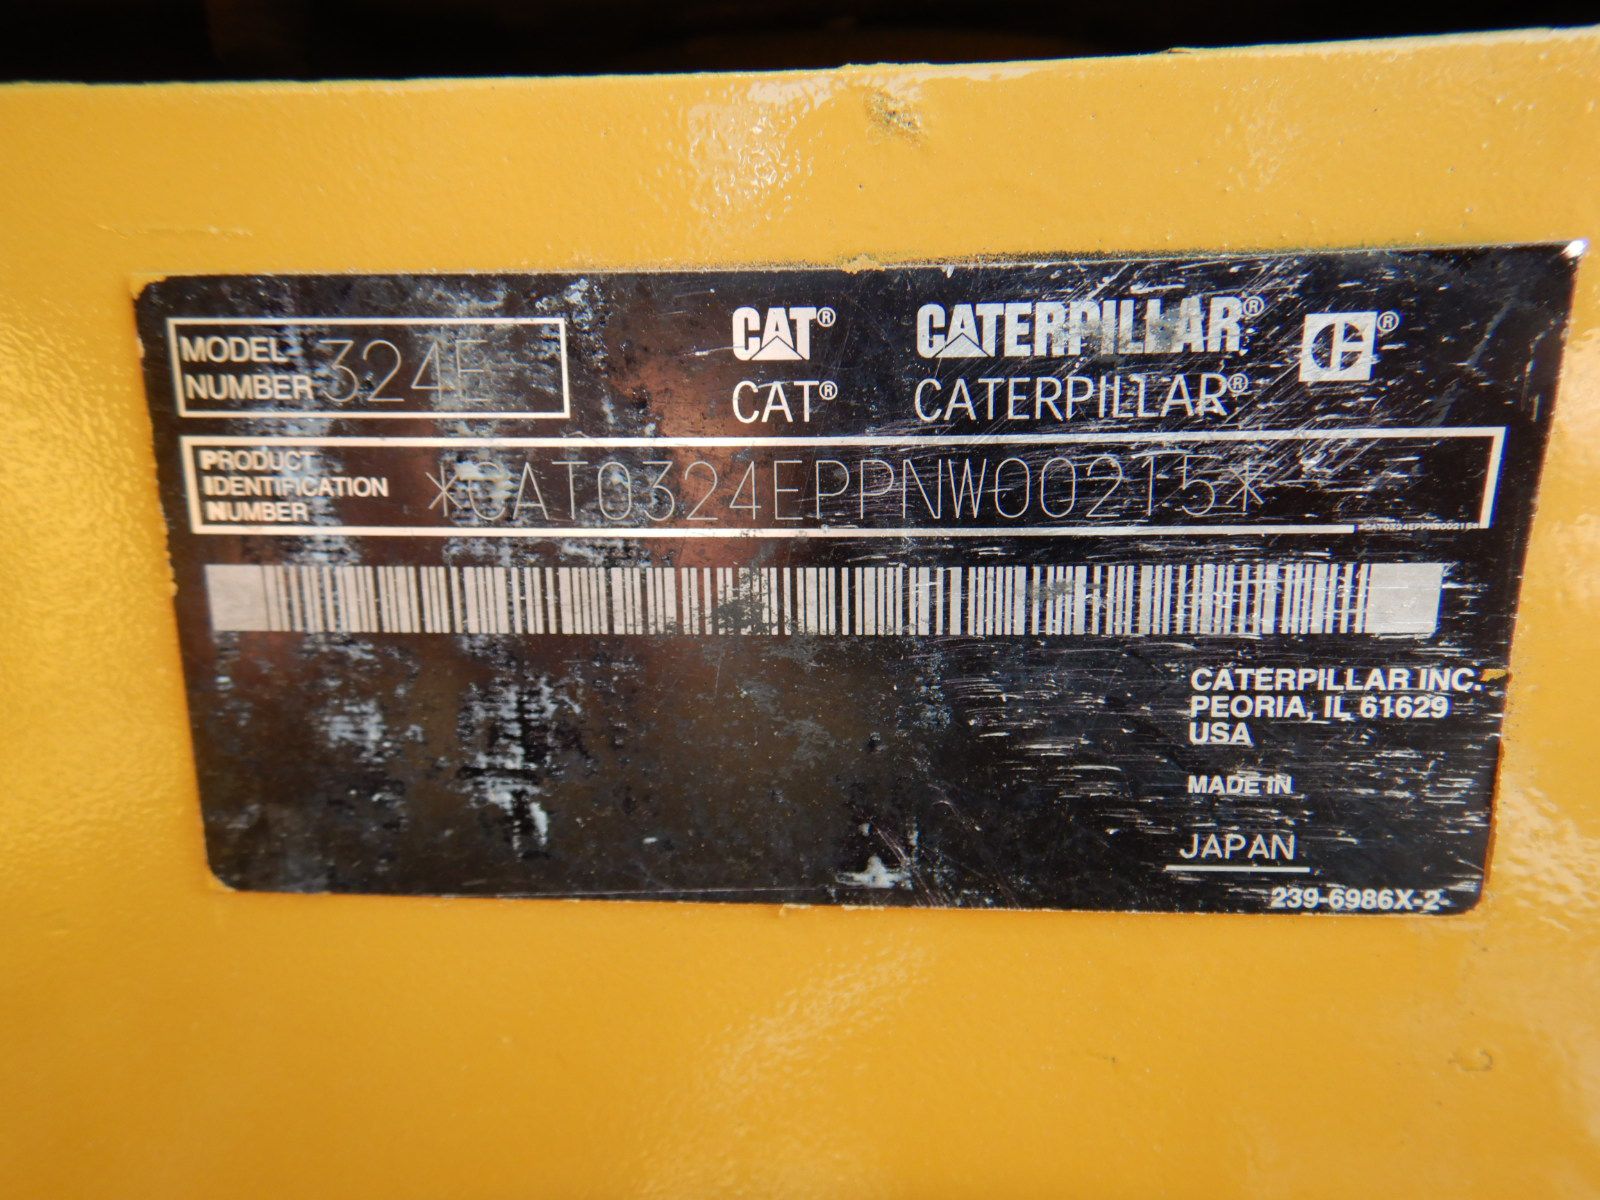 MODEL NUMBER 324E
CAT® CATERPILLAR® ®
CAT® CATERPILLAR®
PRODUCT IDENTIFICATION NUMBER *CAT0324EPPNW00215*
*CAT0324EPPNW00215*
CATERPILLAR INC.
PEORIA, IL 61629
USA
MADE IN
JAPAN
239-6986X-2